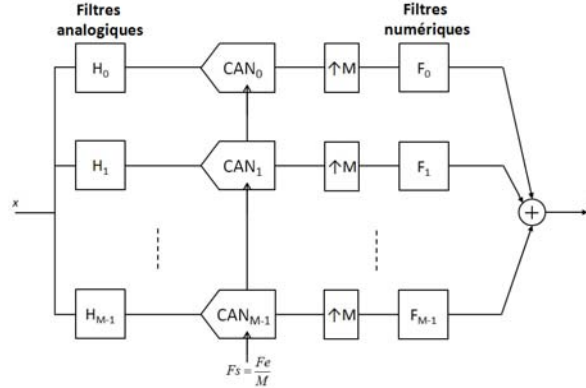 Filtres
analogiques
Filtres
numériques
H0
CAN0
↑M
F0
H1
CAN1
↑M
F1
x
+
HM-1
CANM-1
↑M
FM-1
Fs = Fe/M